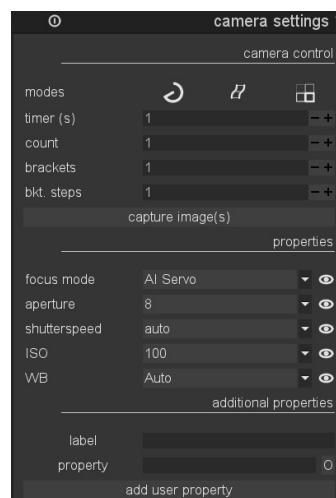 camera settings
camera control
modes
timer (s) 1 - +
count 1 - +
brackets 1 - +
bkt. steps 1 - +
capture image(s)
properties
focus mode AI Servo
aperture 8
shutterspeed auto
ISO 100
WB Auto
additional properties
label
property O
add user property